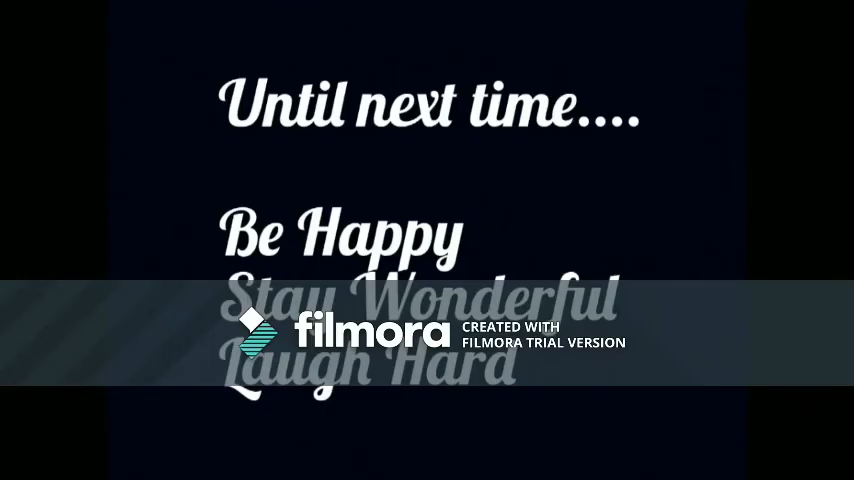 Until next time....
Be Happy
Stay Wonderful
filmora
CREATED WITH
FILMORA TRIAL VERSION
Laugh Hard